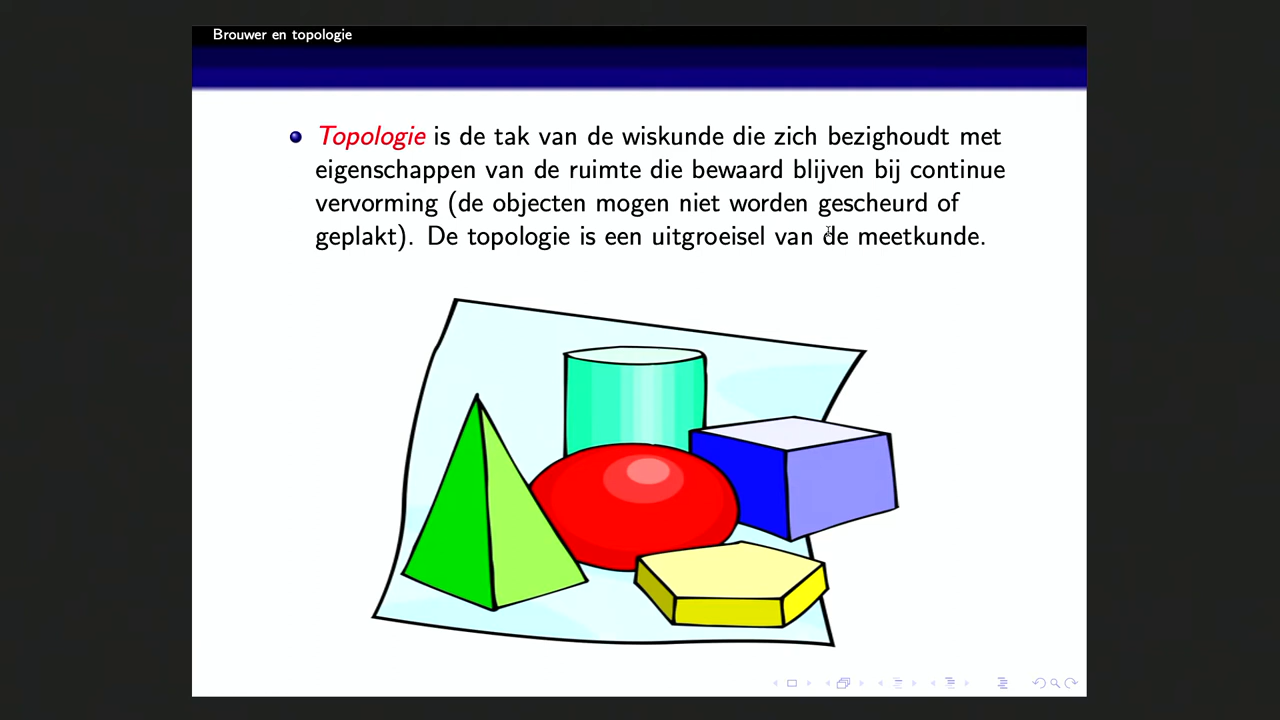 Brouwer en topologie
Topologie is de tak van de wiskunde die zich bezighoudt met
eigenschappen van de ruimte die bewaard blijven bij continue
vervorming (de objecten mogen niet worden gescheurd of
geplakt). De topologie is een uitgroeisel van de meetkunde.